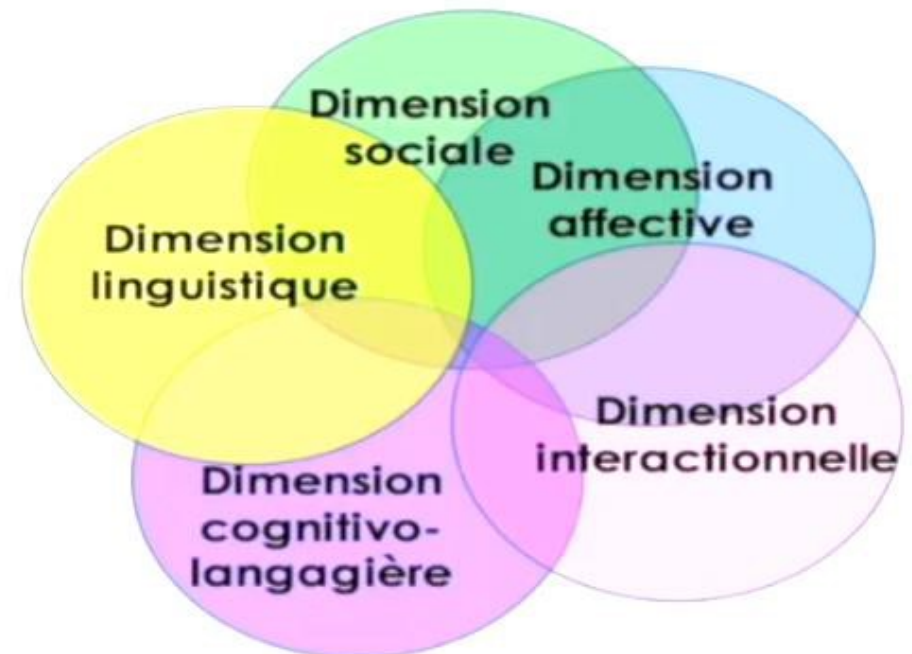 Dimension
sociale
Dimension
affective
Dimension
linguistique
Dimension
interactionnelle
Dimension
cognitivo-
langagière